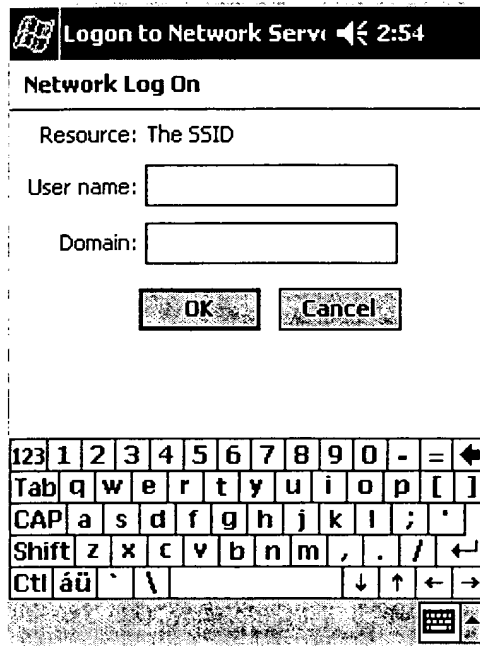 Logon to Network Serve 2:54
Network Log On
Resource: The SSID
User name:
Domain:
OK Cancel
123 1 2 3 4 5 6 7 8 9 0 - = ←
Tab q w e r t y u i o p [ ]
CAP a s d f g h j k l ; '
Shift z x c v b n m , . / ↵
Ctl áü ` \ ↓ ↑ ← →